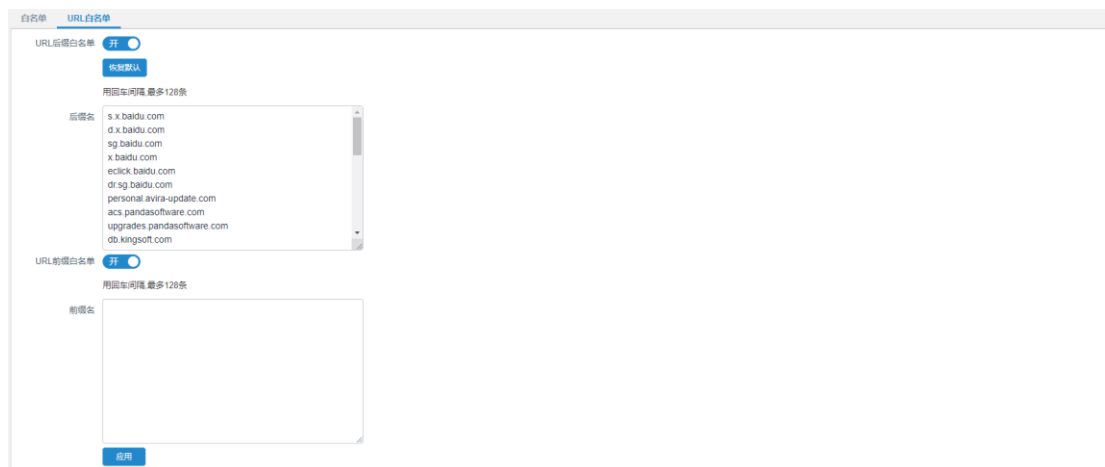 白名单 URL白名单
URL后缀白名单 开
恢复默认
用回车间隔,最多128条
后缀名
s.x.baidu.com
d.x.baidu.com
sg.baidu.com
x.baidu.com
eclick.baidu.com
dr.sg.baidu.com
personal.avira-update.com
acs.pandasoftware.com
upgrades.pandasoftware.com
db.kingsoft.com
URL前缀白名单 开
用回车间隔,最多128条
前缀名
应用